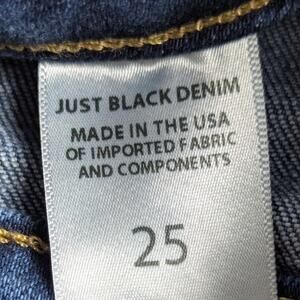 JUST BLACK DENIM
MADE IN THE USA
OF IMPORTED FABRIC
AND COMPONENTS
25